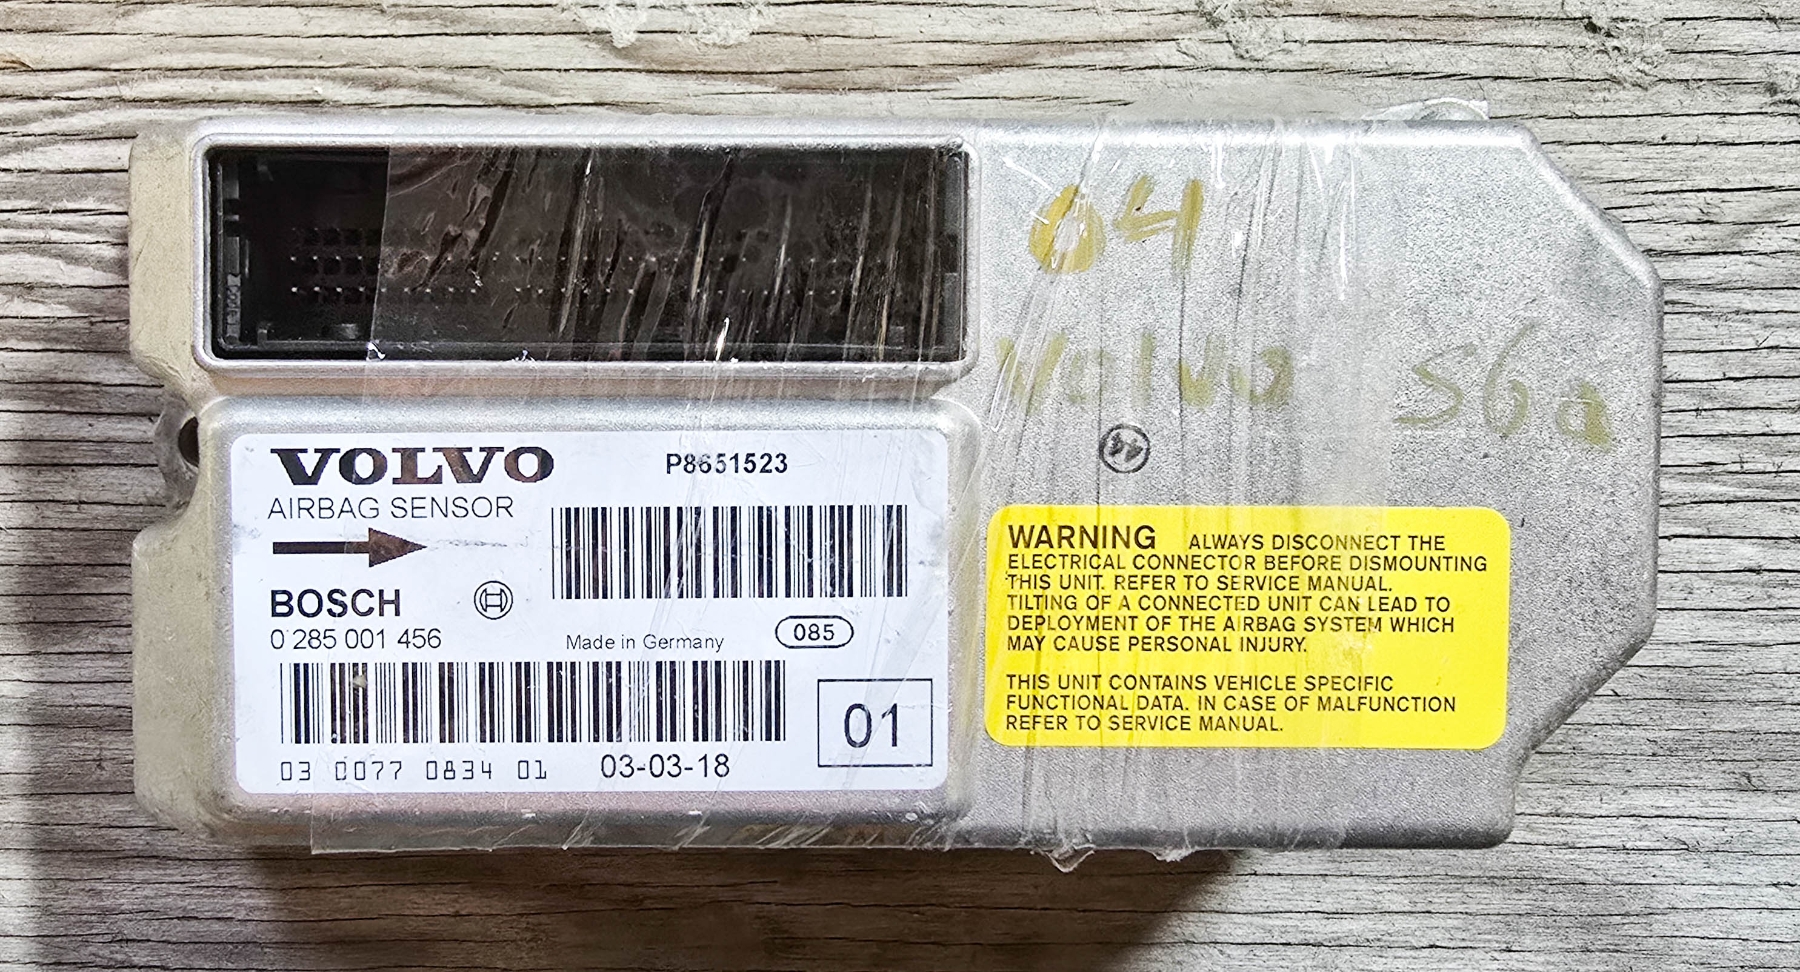 04
Volvo S60
VOLVO
P8651523
AIRBAG SENSOR
BOSCH
0 285 001 456
Made in Germany
085
01
03 0077 0834 01
03-03-18
WARNING ALWAYS DISCONNECT THE
ELECTRICAL CONNECTOR BEFORE DISMOUNTING
THIS UNIT. REFER TO SERVICE MANUAL.
TILTING OF A CONNECTED UNIT CAN LEAD TO
DEPLOYMENT OF THE AIRBAG SYSTEM WHICH
MAY CAUSE PERSONAL INJURY.
THIS UNIT CONTAINS VEHICLE SPECIFIC
FUNCTIONAL DATA. IN CASE OF MALFUNCTION
REFER TO SERVICE MANUAL.